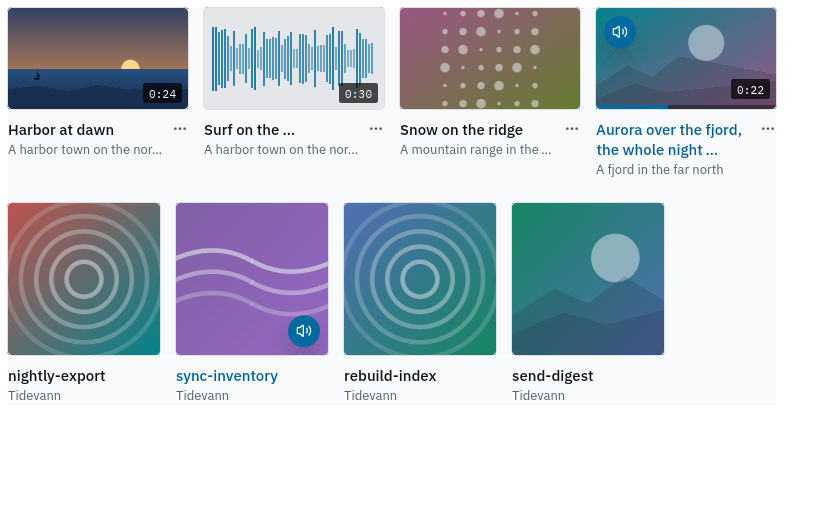 0:24
0:30
0:22
Harbor at dawn
A harbor town on the nor...
Surf on the ...
A harbor town on the nor...
Snow on the ridge
A mountain range in the ...
Aurora over the fjord,
the whole night ...
A fjord in the far north
nightly-export
Tidevann
sync-inventory
Tidevann
rebuild-index
Tidevann
send-digest
Tidevann